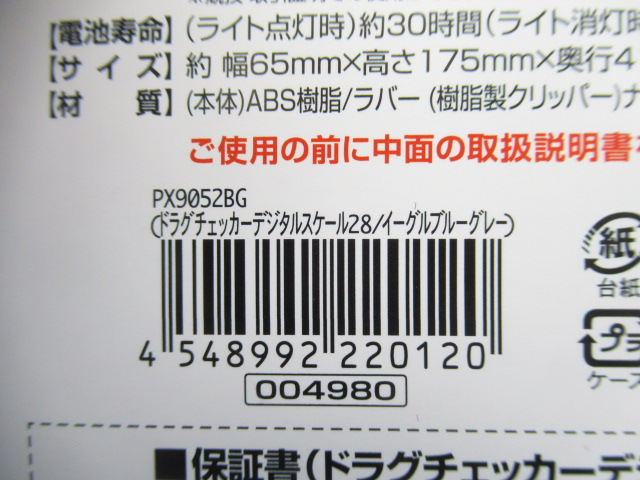 【電池寿命】(ライト点灯時)約30時間(ライト消灯時
【サイズ】約 幅65mm×高さ175mm×奥行4
【材質】(本体)ABS樹脂/ラバー (樹脂製クリッパー)ナ
ご使用の前に中面の取扱説明書を
PX9052BG
(ドラグチェッカーデジタルスケール28/イーグルブルーグレー)
紙
台紙
4 548992 220120
プラ
ケース
004980
■保証書(ドラグチェッカーデ